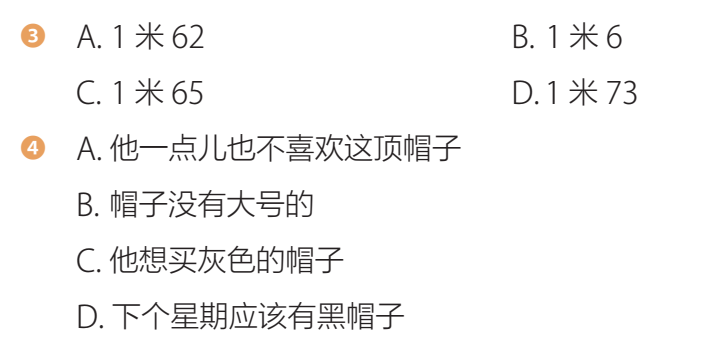 3 A. 1 米 62 B. 1 米 6
C. 1 米 65 D. 1 米 73
4 A. 他一点儿也不喜欢这顶帽子
B. 帽子没有大号的
C. 他想买灰色的帽子
D. 下个星期应该有黑帽子